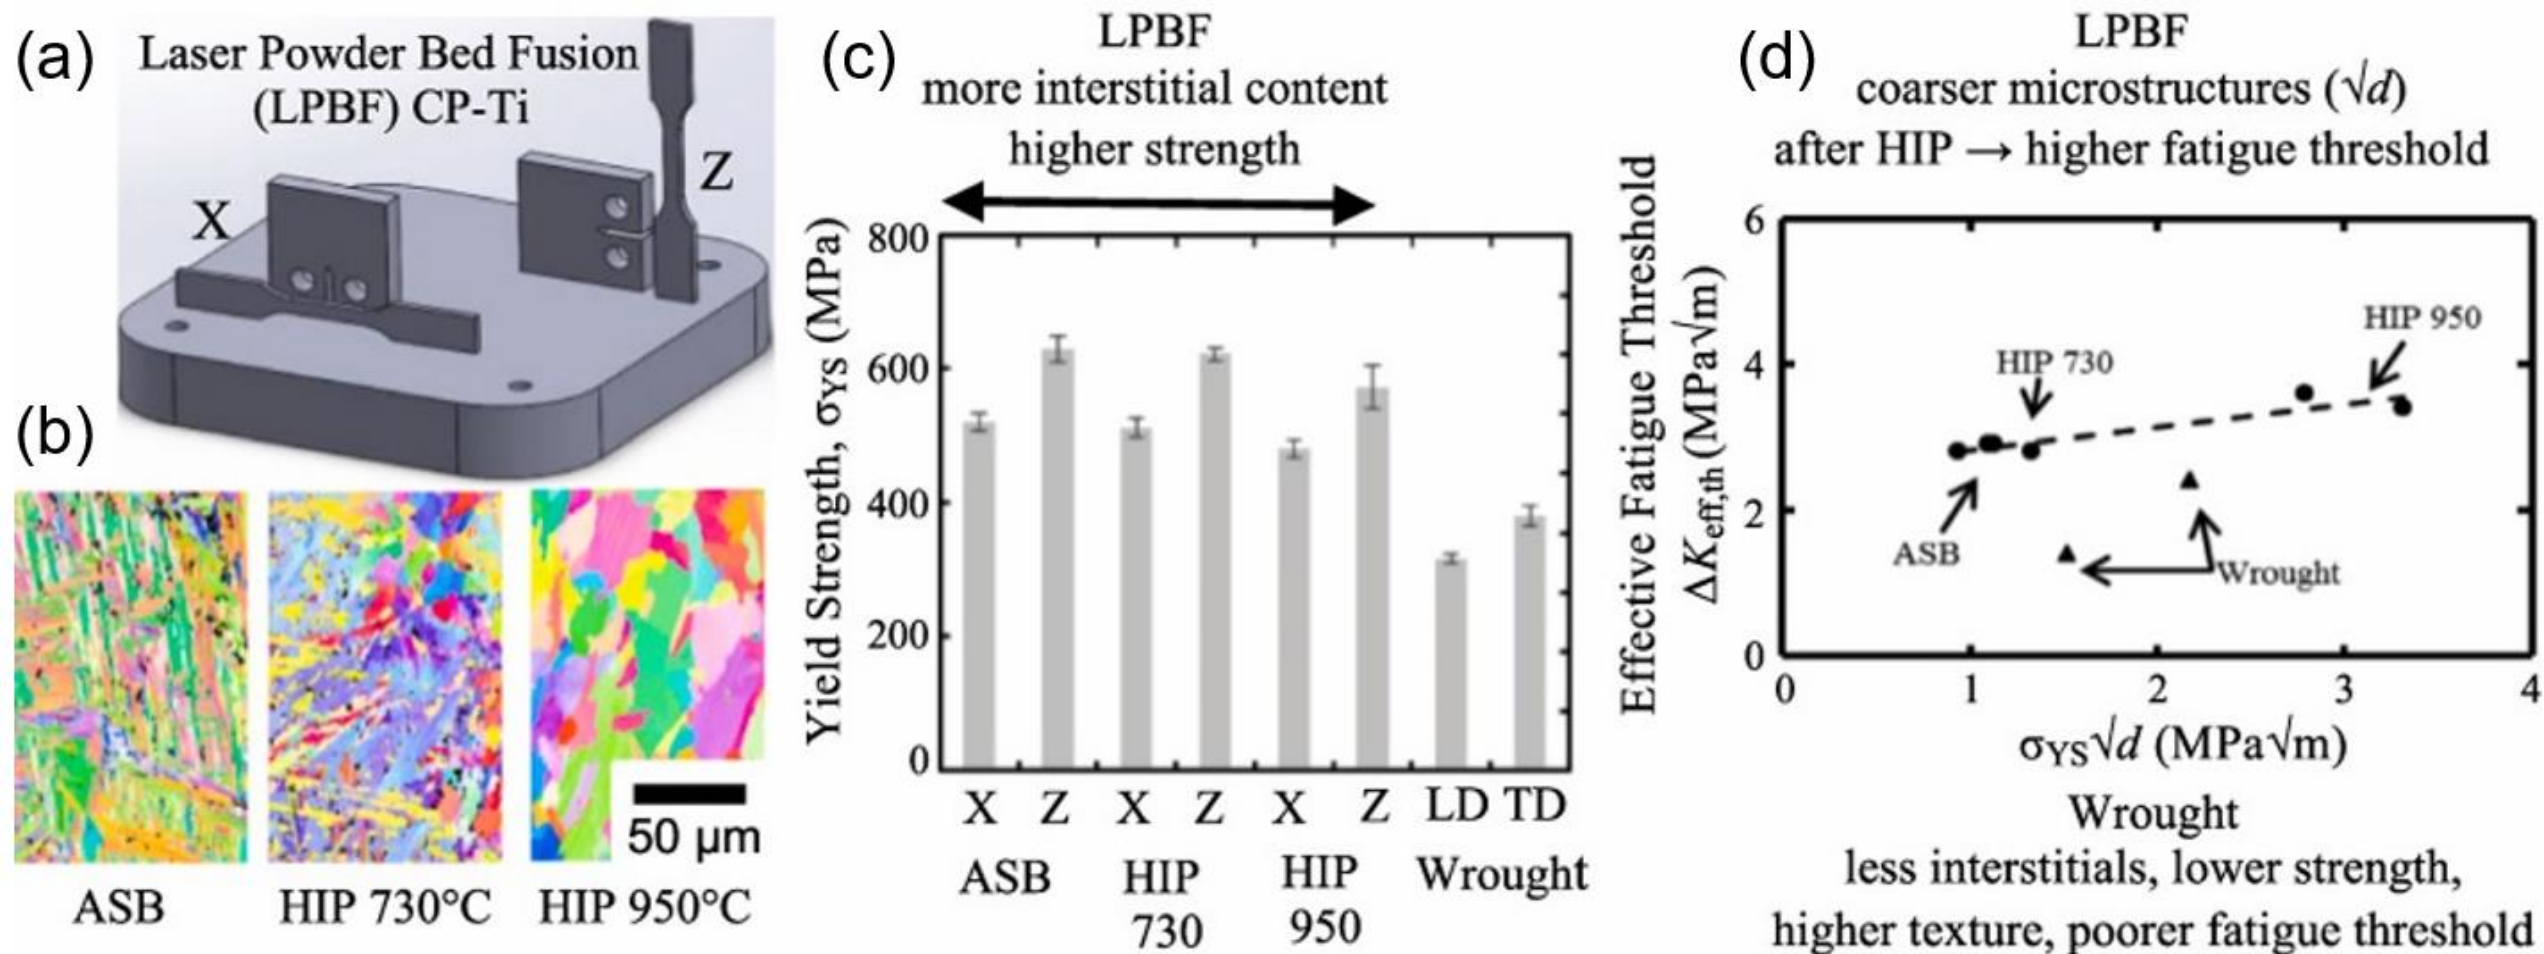 (a)
Laser Powder Bed Fusion
(LPBF) CP-Ti
X
Z
(b)
50 µm
ASB
HIP 730°C
HIP 950°C
(c)
LPBF
more interstitial content
higher strength
Yield Strength, σYS (MPa)
800
600
400
200
0
X
Z
X
Z
X
Z
LD
TD
ASB
HIP
730
HIP
950
Wrought
(d)
LPBF
coarser microstructures (√d)
after HIP → higher fatigue threshold
Effective Fatigue Threshold
ΔKeff,th (MPa√m)
6
4
2
0
HIP 950
HIP 730
ASB
Wrought
0
1
2
3
4
σYS√d (MPa√m)
Wrought
less interstitials, lower strength,
higher texture, poorer fatigue threshold